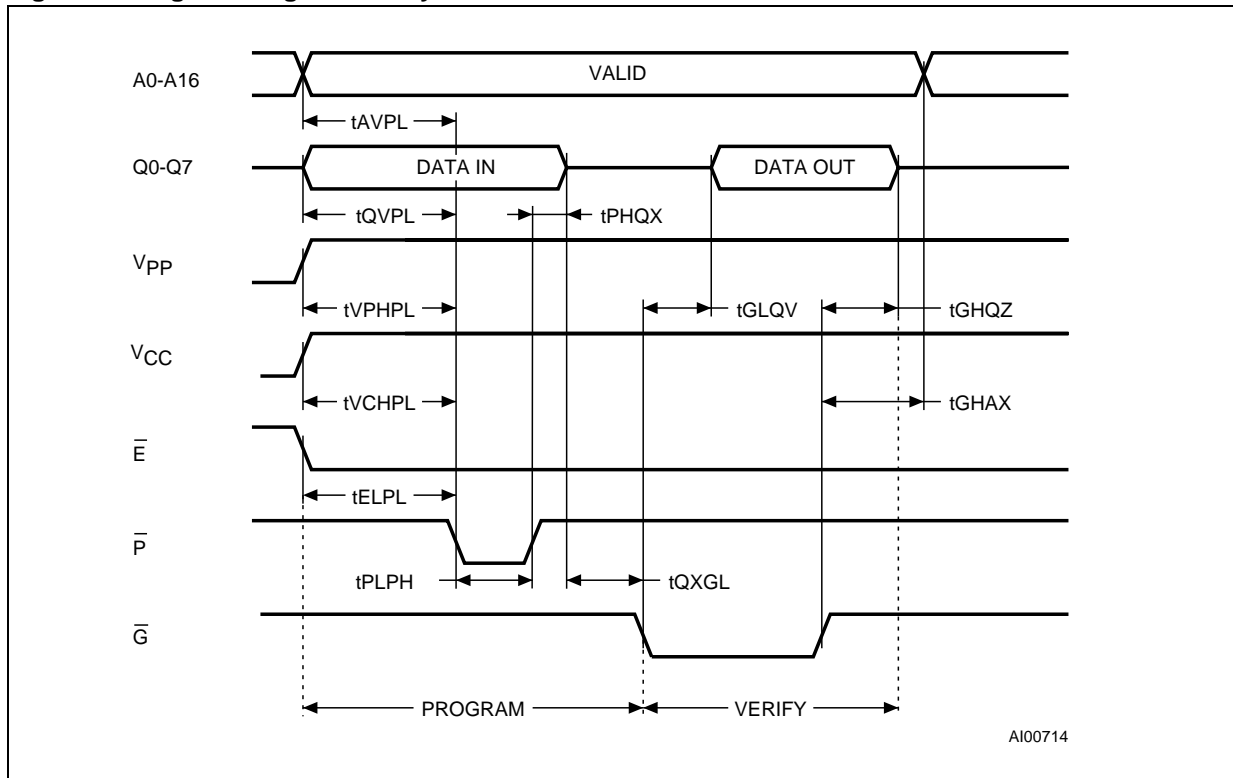 A0-A16
VALID
tAVPL
Q0-Q7
DATA IN
DATA OUT
tQVPL
tPHQX
VPP
tVPHPL
tGLQV
tGHQZ
VCC
tVCHPL
tGHAX
E̅
tELPL
P̅
tPLPH
tQXGL
G̅
PROGRAM
VERIFY
AI00714